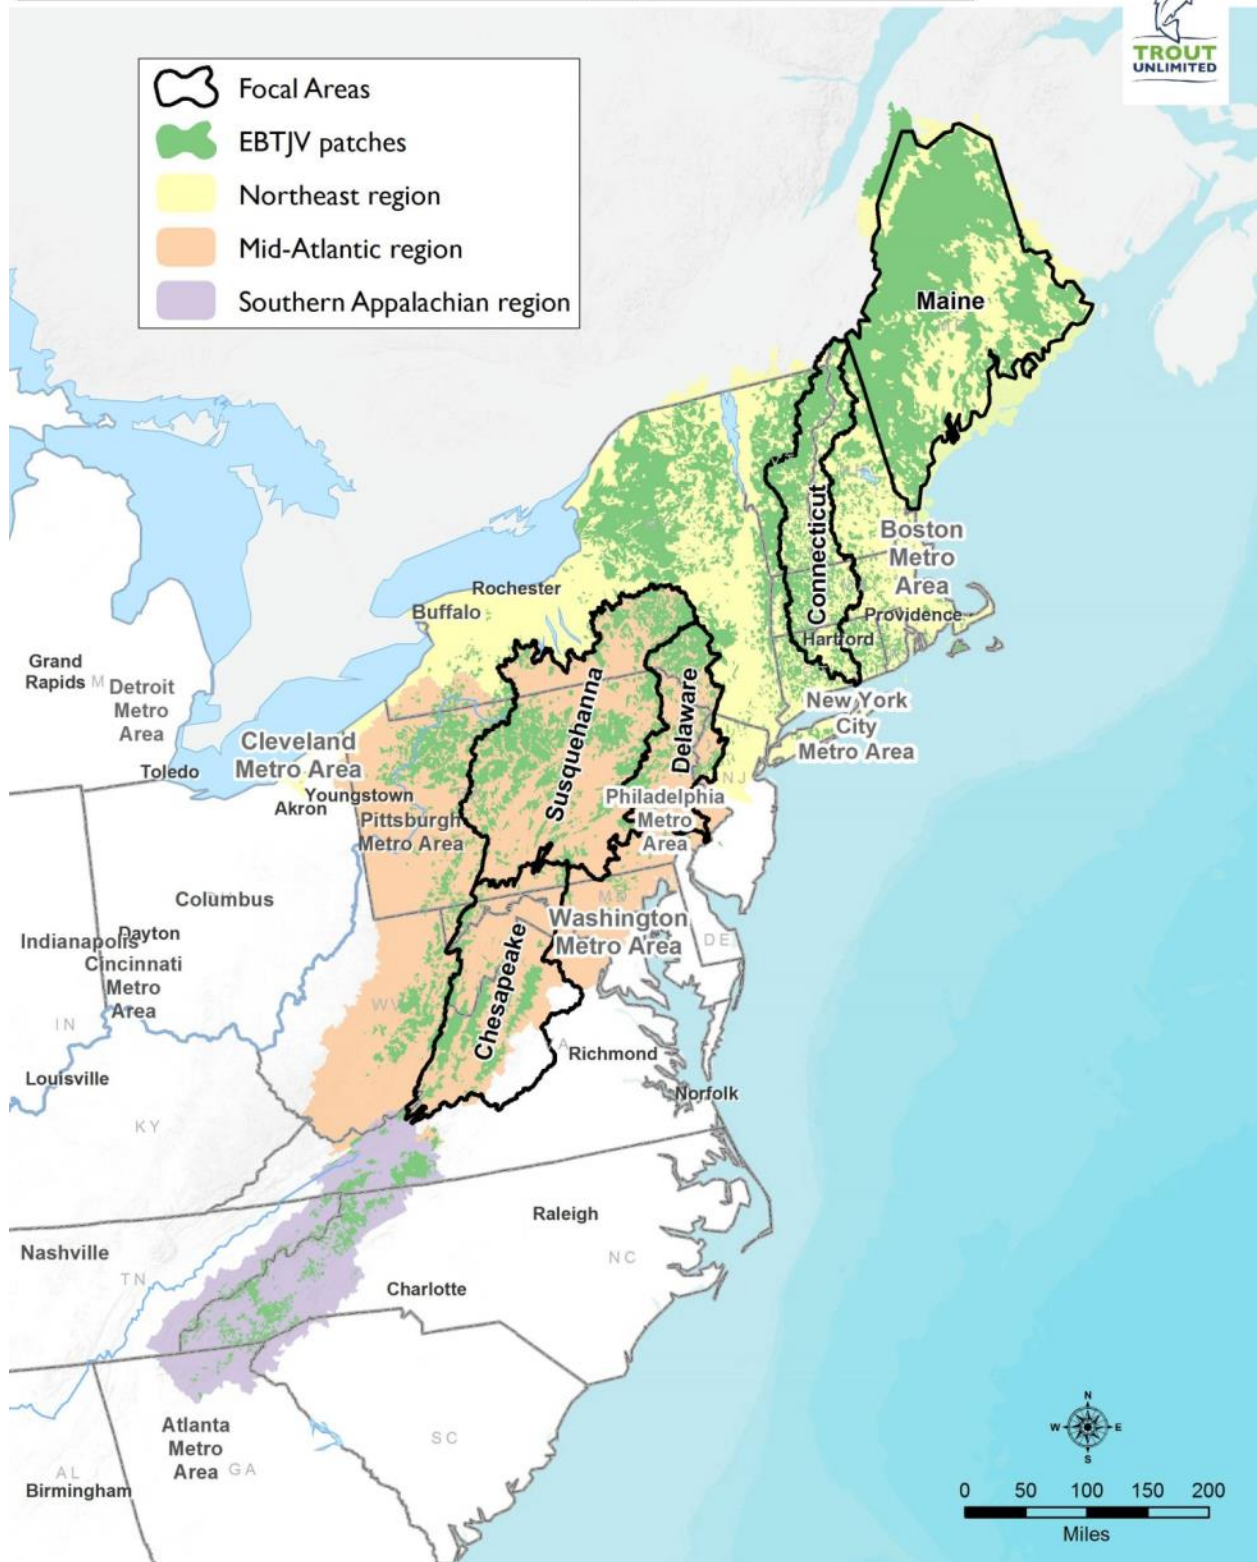 TROUT
UNLIMITED
Focal Areas
EBTJV patches
Northeast region
Mid-Atlantic region
Southern Appalachian region
Maine
Connecticut
Boston
Metro
Area
Rochester
Buffalo
Providence
Hartford
Grand
Rapids
M
Detroit
Metro
Area
Susquehanna
Delaware
New York
City
Metro Area
Cleveland
Metro Area
Toledo
Akron
Youngstown
NJ
Pittsburgh
Metro Area
Philadelphia
Metro
Area
Columbus
MD
Washington
Metro Area
DE
Indianapolis
Dayton
Cincinnati
Metro
Area
Chesapeake
WV
IN
Richmond
Louisville
Norfolk
KY
Raleigh
Nashville
NC
TN
Charlotte
Atlanta
Metro
Area
GA
SC
AL
Birmingham
N
W
E
S
0 50 100 150 200
Miles